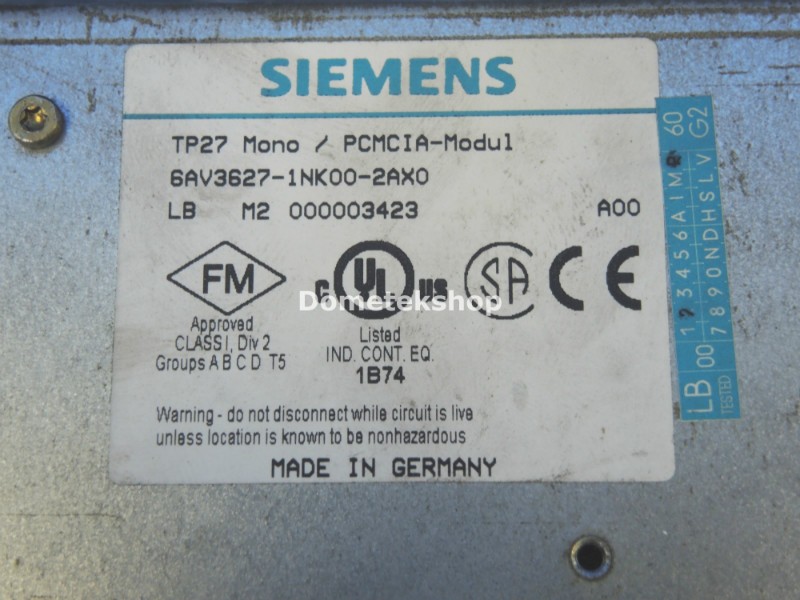 SIEMENS
TP27 Mono / PCMCIA-Modul
6AV3627-1NK00-2AX0
LB M2 000003423 A00
FM
C UL US
SA
CE
Dometekshop
Approved
CLASS I, Div 2
Groups A B C D T5
Listed
IND. CONT. EQ.
1B74
Warning - do not disconnect while circuit is live
unless location is known to be nonhazardous
MADE IN GERMANY
LB 00 1 3 4 5 6 A I M 60
TESTED 7 8 9 0 N D H S L V G2